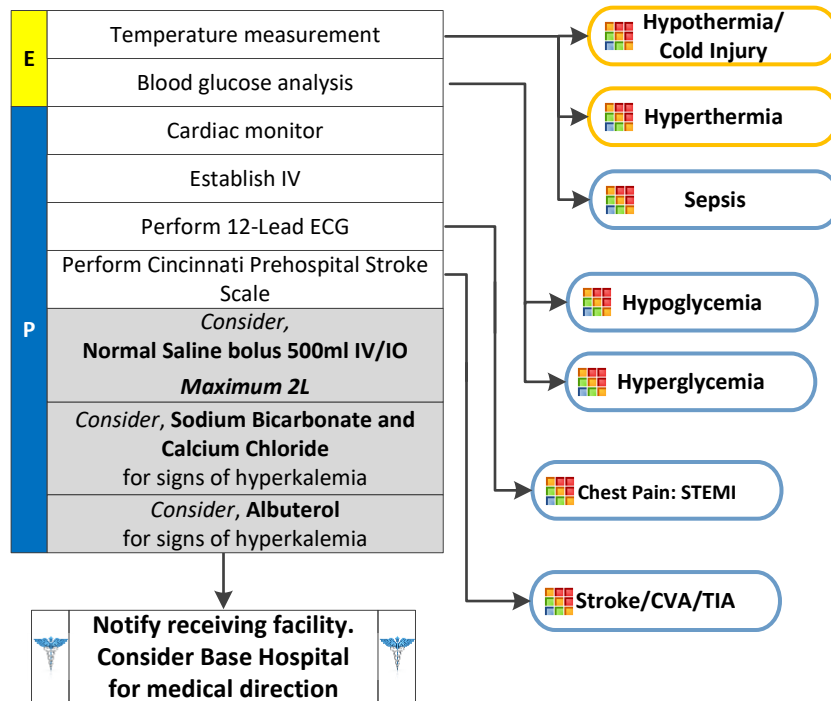 E
Temperature measurement
Blood glucose analysis
P
Cardiac monitor
Establish IV
Perform 12-Lead ECG
Perform Cincinnati Prehospital Stroke
Scale
Consider,
Normal Saline bolus 500ml IV/IO
Maximum 2L
Consider, Sodium Bicarbonate and
Calcium Chloride
for signs of hyperkalemia
Consider, Albuterol
for signs of hyperkalemia
Notify receiving facility.
Consider Base Hospital
for medical direction
Hypothermia/
Cold Injury
Hyperthermia
Sepsis
Hypoglycemia
Hyperglycemia
Chest Pain: STEMI
Stroke/CVA/TIA